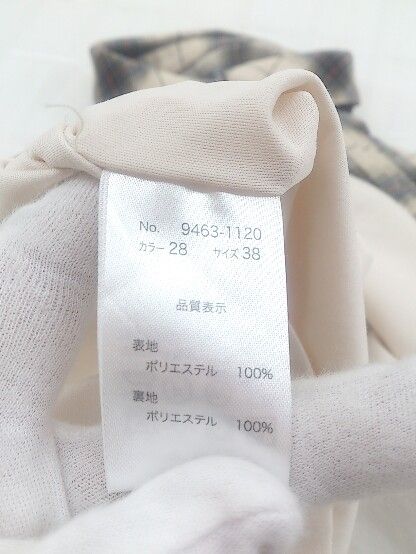 No. 9463-1120
カラー 28 サイズ 38
品質表示
表地
ポリエステル 100%
裏地
ポリエステル 100%